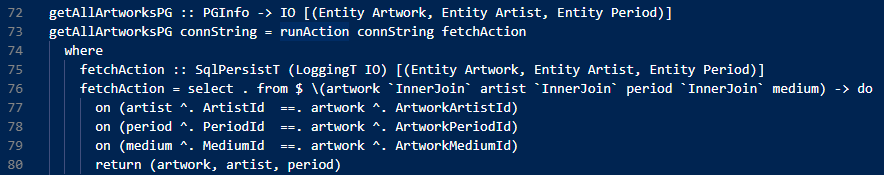 72 getAllArtworksPG :: PGInfo -> IO [(Entity Artwork, Entity Artist, Entity Period)]
73 getAllArtworksPG connString = runAction connString fetchAction
74   where
75     fetchAction :: SqlPersistT (LoggingT IO) [(Entity Artwork, Entity Artist, Entity Period)]
76     fetchAction = select . from $ \(artwork `InnerJoin` artist `InnerJoin` period `InnerJoin` medium) -> do
77       on (artist ^. ArtistId  ==. artwork ^. ArtworkArtistId)
78       on (period ^. PeriodId  ==. artwork ^. ArtworkPeriodId)
79       on (medium ^. MediumId  ==. artwork ^. ArtworkMediumId)
80       return (artwork, artist, period)